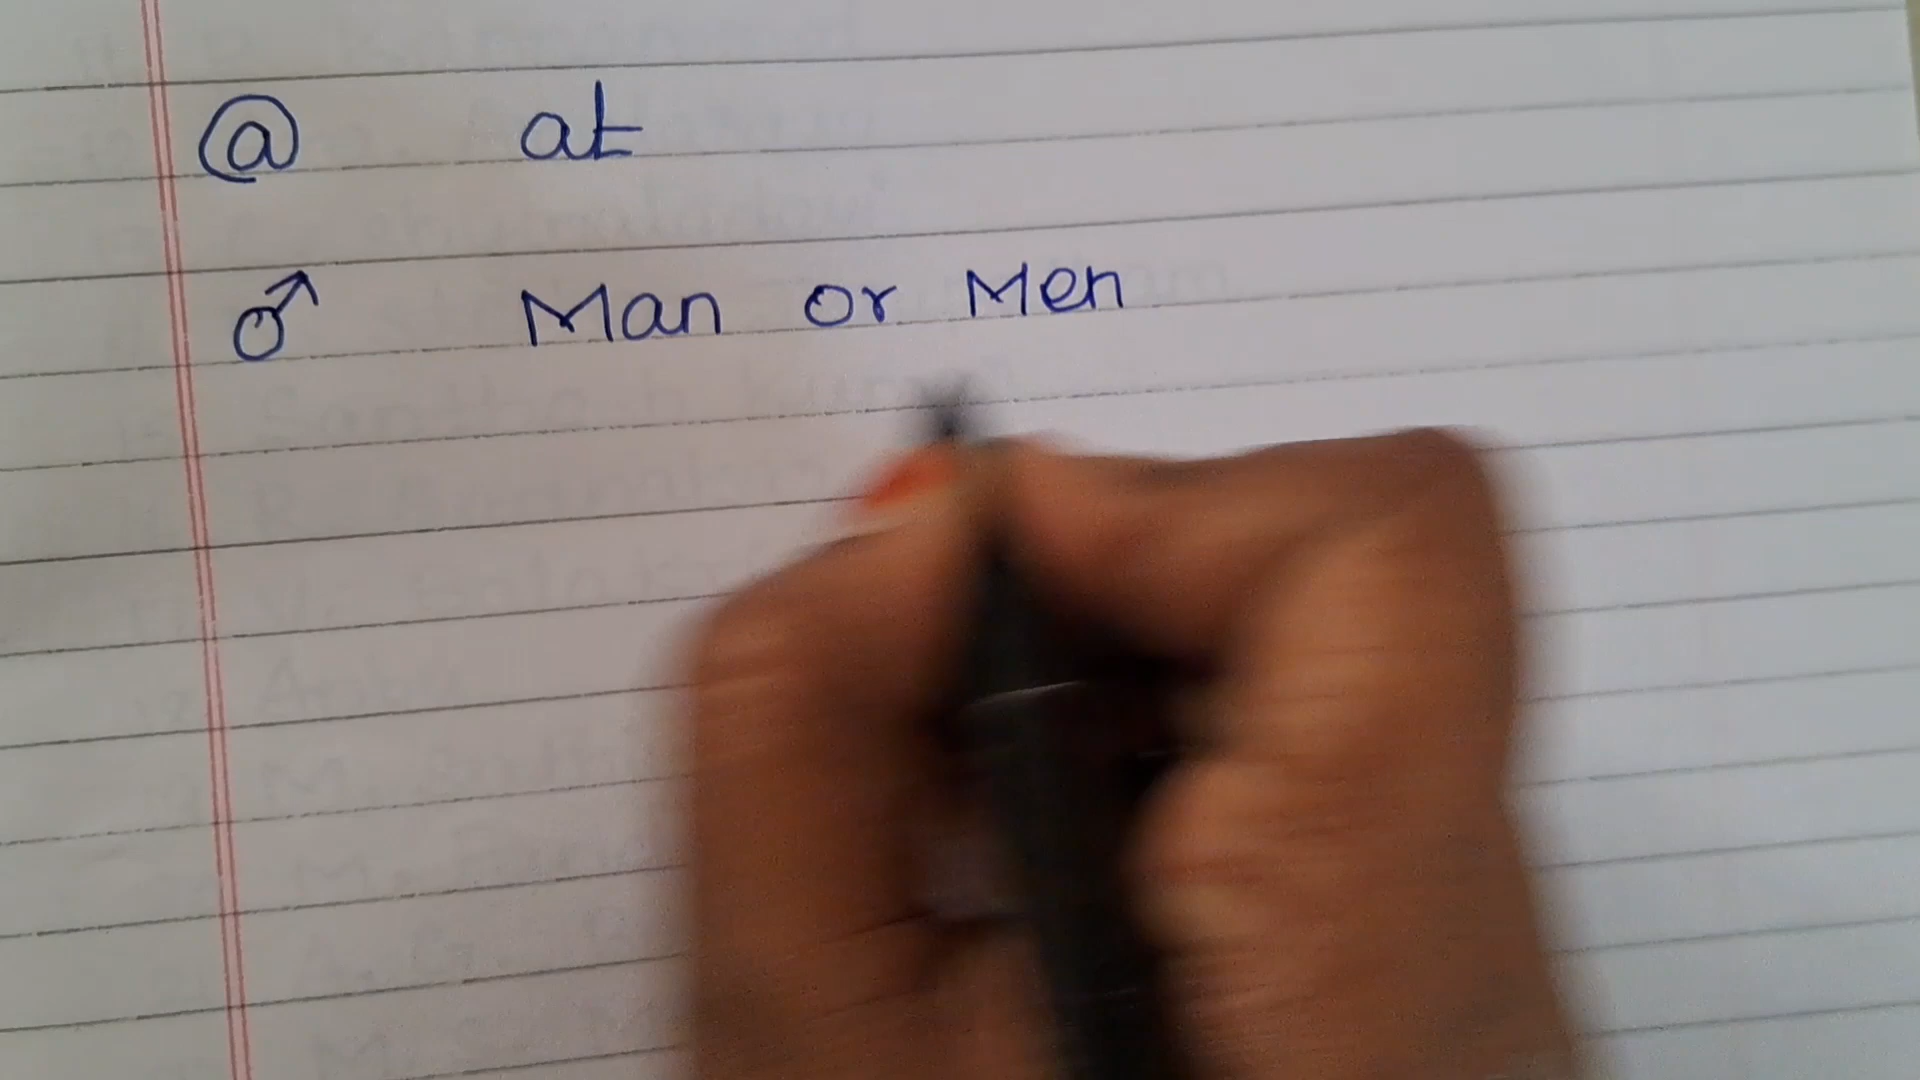 @ at
♂ Man or Men